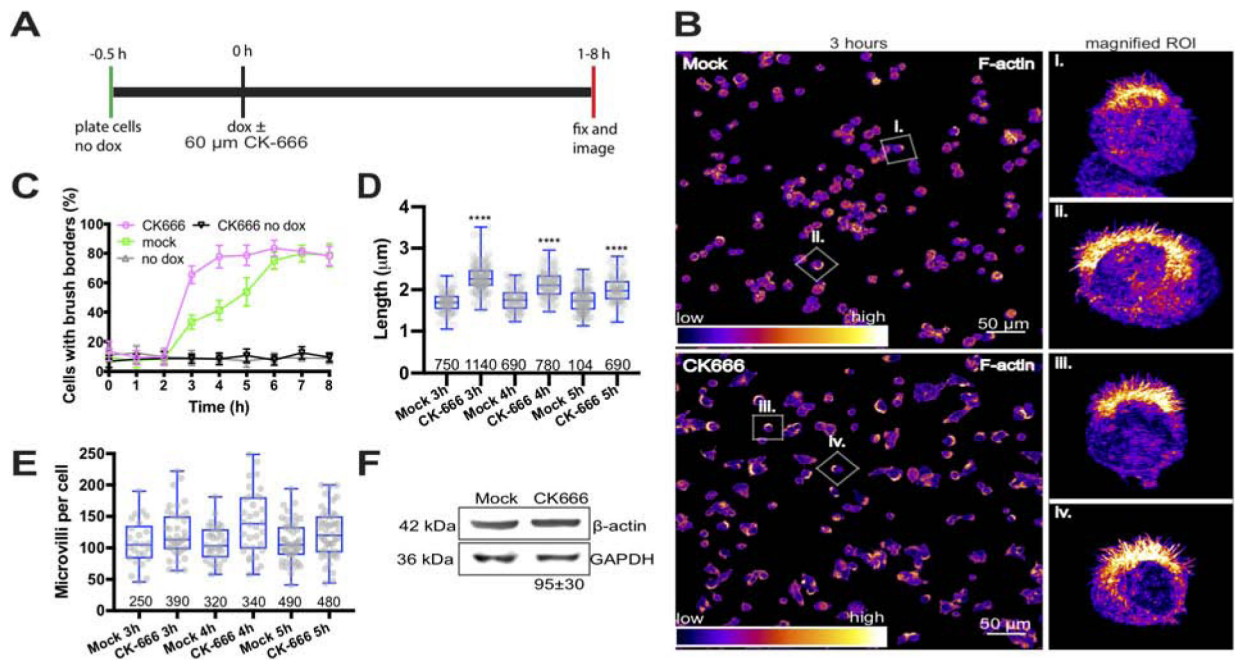 A
-0.5 h
0 h
1-8 h
plate cells
no dox
dox ±
60 μm CK-666
fix and
image
B
3 hours
magnified ROI
Mock
F-actin
i.
ii.
low
high
50 μm
CK666
F-actin
iii.
iv.
low
high
50 μm
I.
II.
iii.
Iv.
C
Cells with brush borders (%)
CK666
CK666 no dox
mock
no dox
100
80
60
40
20
0
0 1 2 3 4 5 6 7 8
Time (h)
D
Length (μm)
4
3
2
1
0
****
****
****
750 1140 690 780 104 690
Mock 3h
CK-666 3h
Mock 4h
CK-666 4h
Mock 5h
CK-666 5h
E
Microvilli per cell
250
200
150
100
50
0
250 390 320 340 490 480
Mock 3h
CK-666 3h
Mock 4h
CK-666 4h
Mock 5h
CK-666 5h
F
Mock CK666
42 kDa β-actin
36 kDa GAPDH
95±30